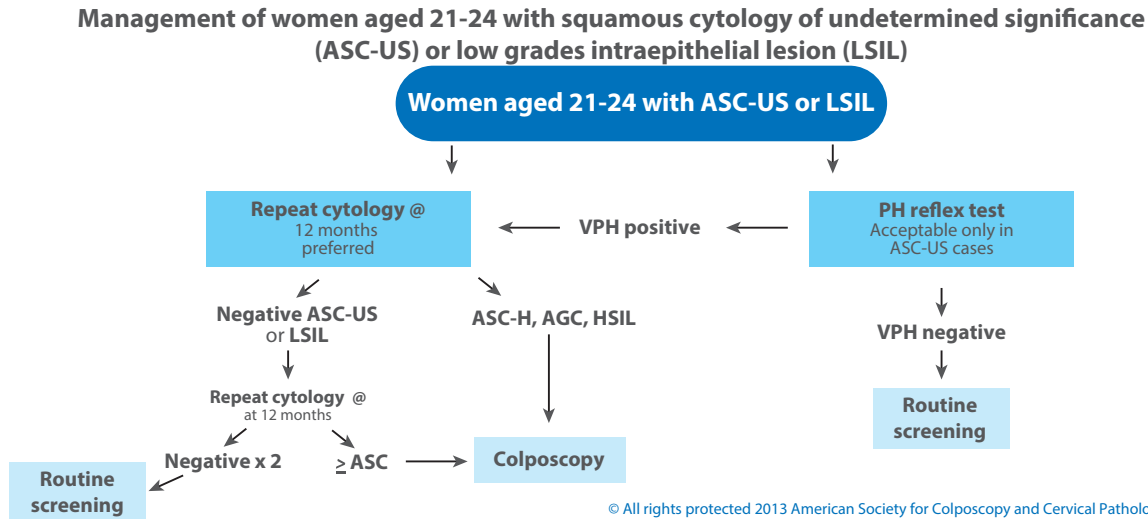 Management of women aged 21-24 with squamous cytology of undetermined significance
(ASC-US) or low grades intraepithelial lesion (LSIL)
Women aged 21-24 with ASC-US or LSIL
Repeat cytology @
12 months
preferred
VPH positive
PH reflex test
Acceptable only in
ASC-US cases
Negative ASC-US
or LSIL
ASC-H, AGC, HSIL
VPH negative
Repeat cytology @
at 12 months
Routine
screening
Negative x 2
≥ ASC
Colposcopy
Routine
screening
© All rights protected 2013 American Society for Colposcopy and Cervical Patholo